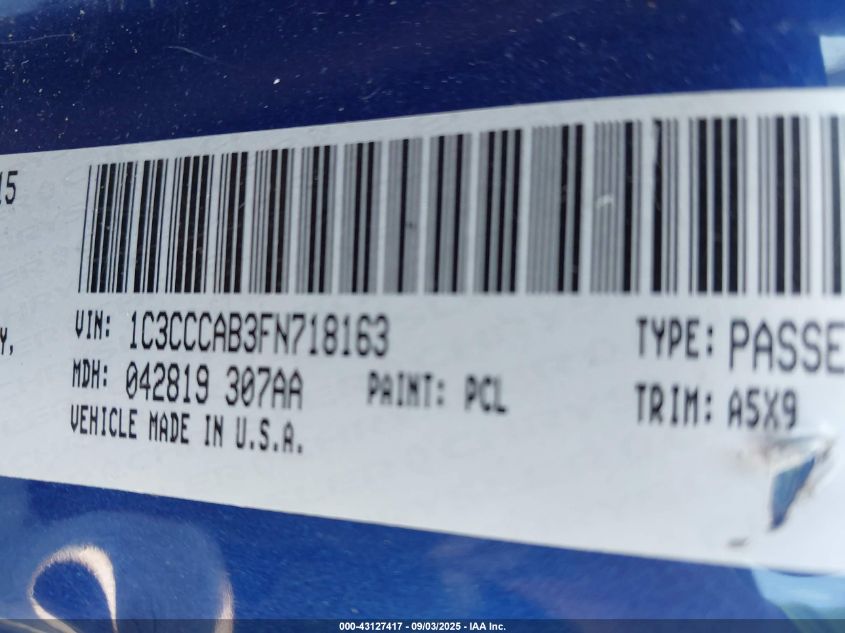 15
Y,
VIN: 1C3CCCAB3FN718163 TYPE: PASSE
MDH: 042819 307AA PAINT: PCL TRIM: A5X9
VEHICLE MADE IN U.S.A.
000-43127417 - 09/03/2025 - IAA Inc.